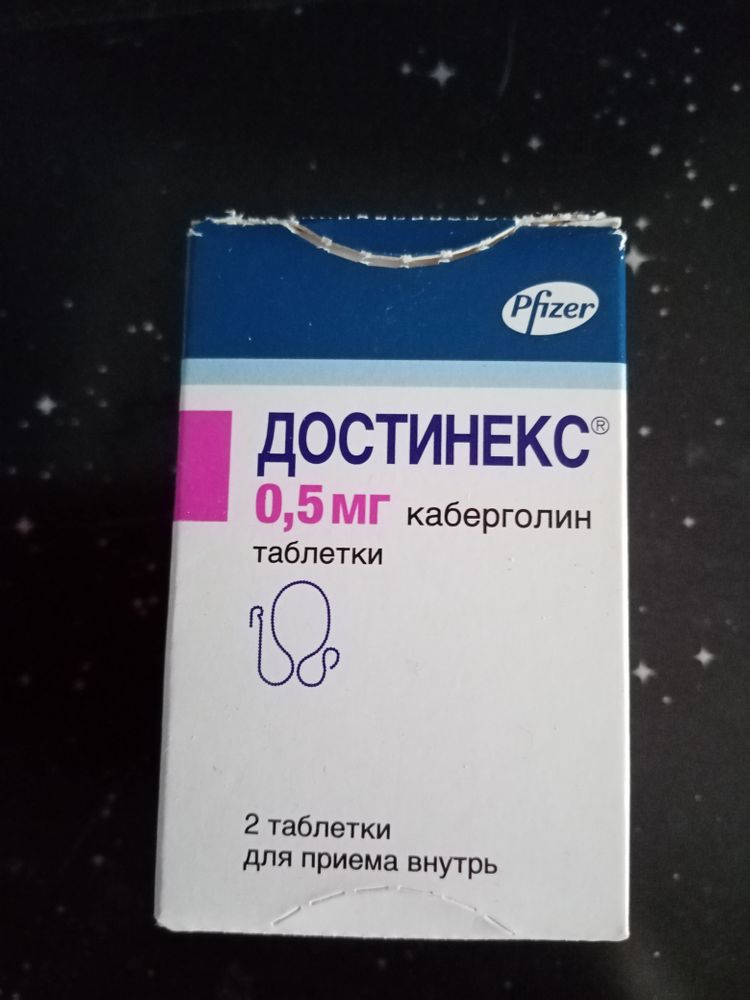 Pfizer
ДОСТИНЕКС®
0,5 мг каберголин
таблетки
2 таблетки
для приема внутрь